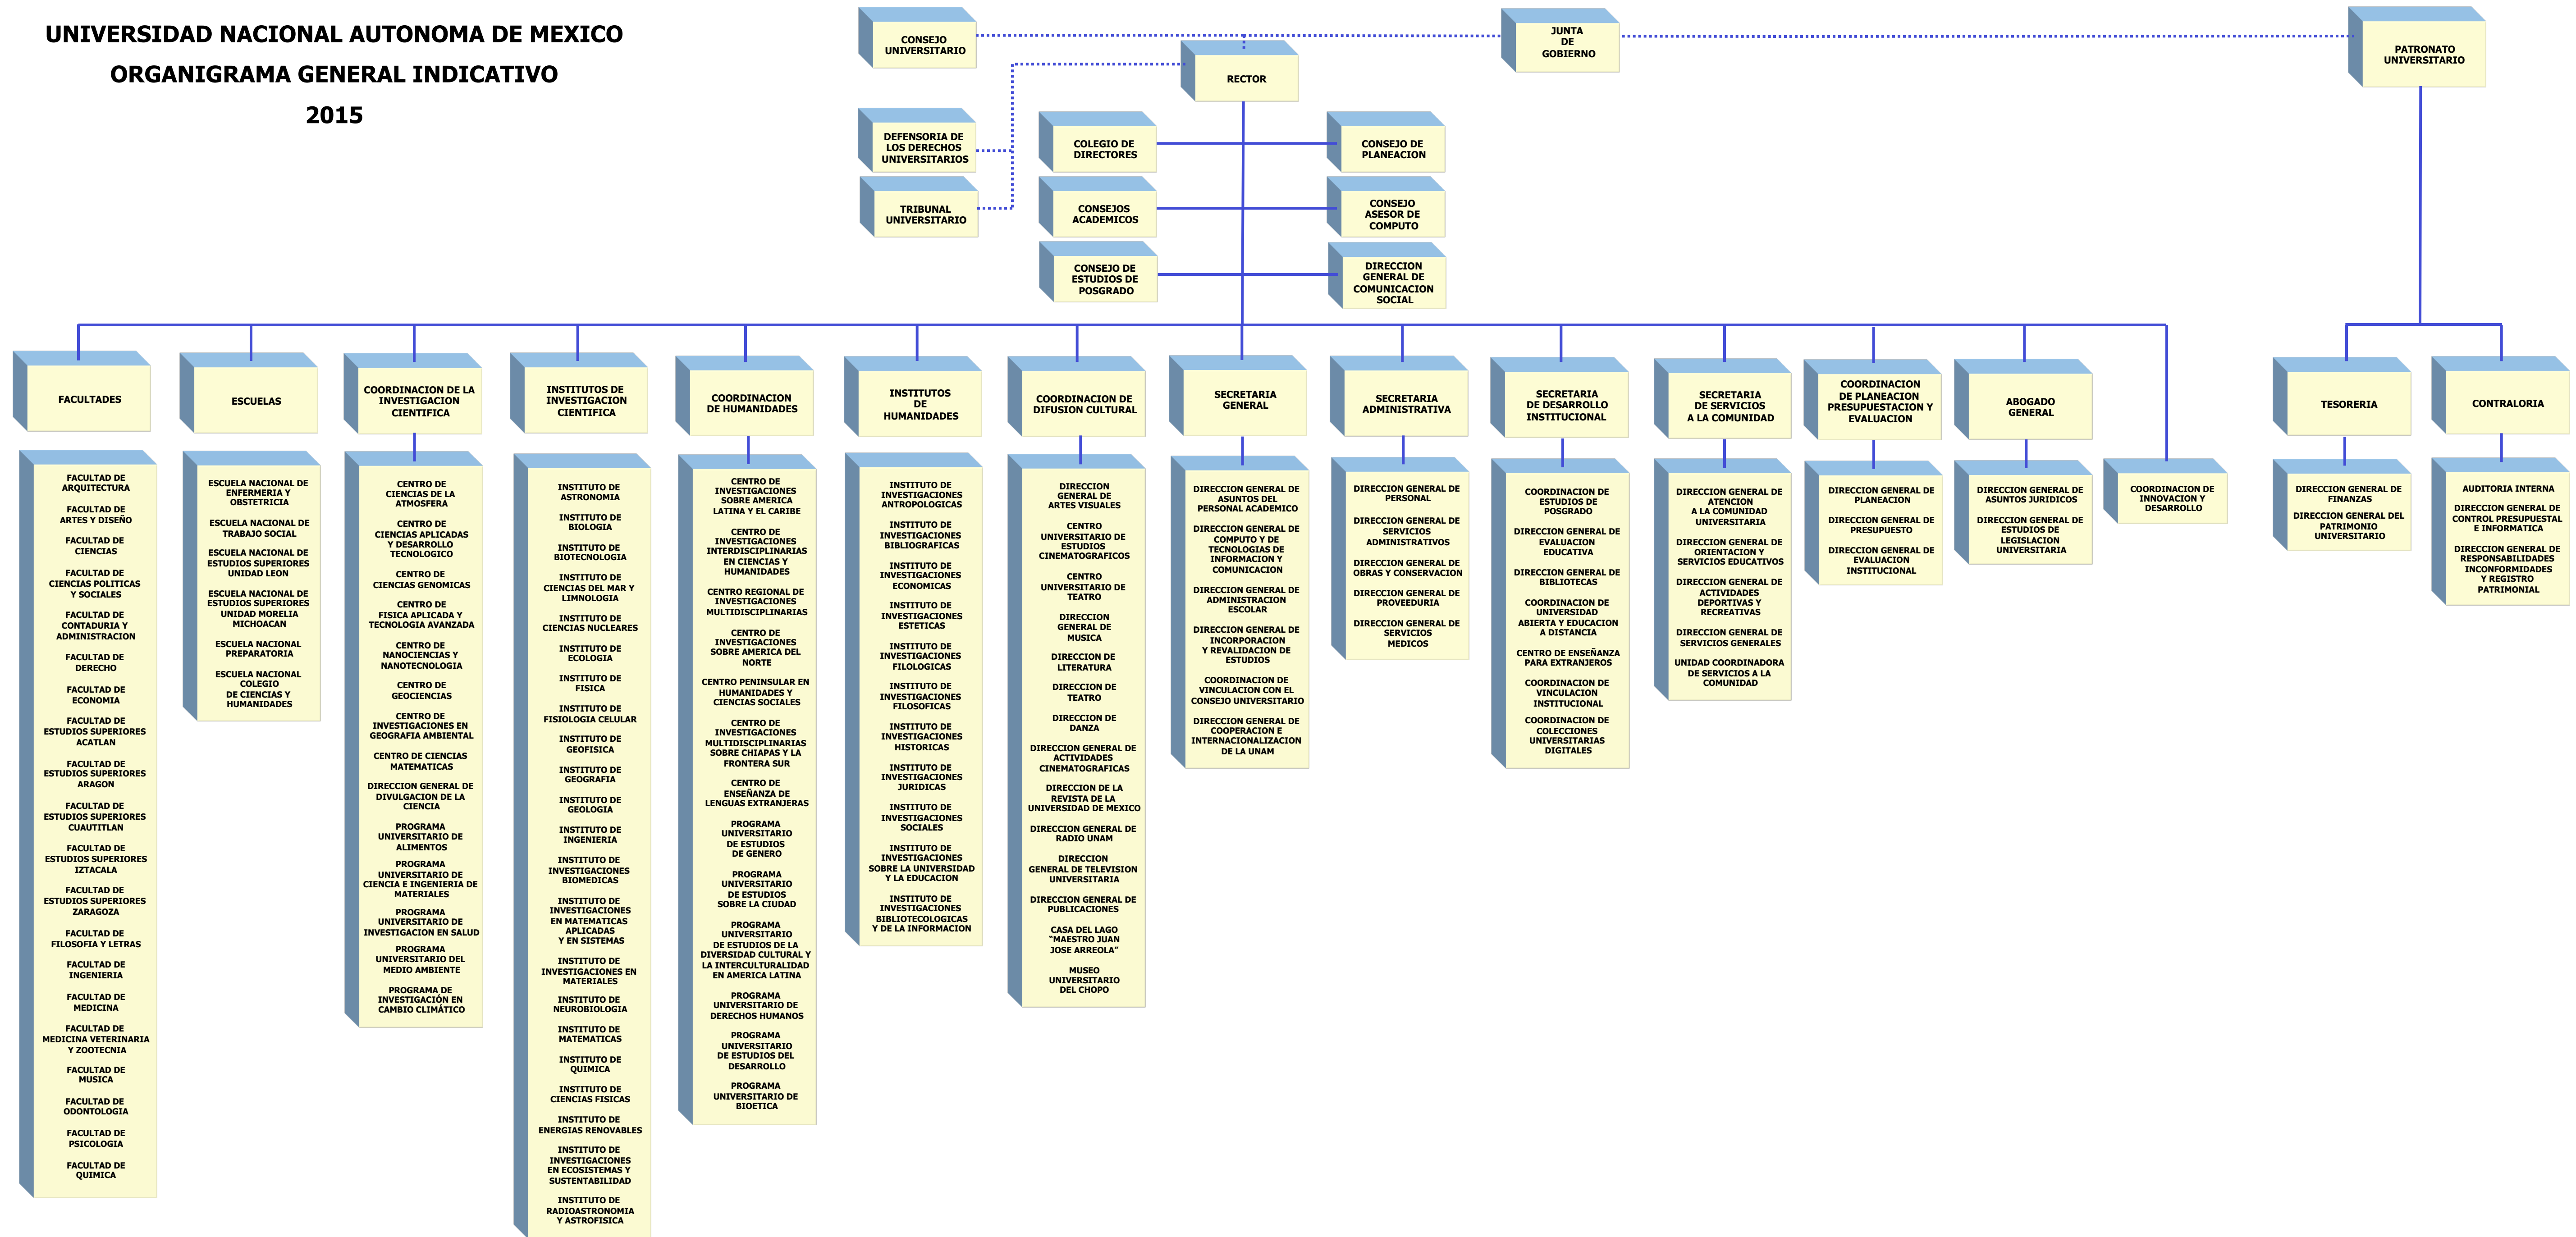 UNIVERSIDAD NACIONAL AUTONOMA DE MEXICO
ORGANIGRAMA GENERAL INDICATIVO
2015
CONSEJO
UNIVERSITARIO
RECTOR
JUNTA
DE
GOBIERNO
PATRONATO
UNIVERSITARIO
DEFENSORIA DE
LOS DERECHOS
UNIVERSITARIOS
COLEGIO DE
DIRECTORES
CONSEJO DE
PLANEACION
TRIBUNAL
UNIVERSITARIO
CONSEJOS
ACADEMICOS
CONSEJO
ASESOR DE
COMPUTO
CONSEJO DE
ESTUDIOS DE
POSGRADO
DIRECCION
GENERAL DE
COMUNICACION
SOCIAL
FACULTADES
FACULTAD DE
ARQUITECTURA
FACULTAD DE
ARTES Y DISEÑO
FACULTAD DE
CIENCIAS
FACULTAD DE
CIENCIAS POLITICAS
Y SOCIALES
FACULTAD DE
CONTADURIA Y
ADMINISTRACION
FACULTAD DE
DERECHO
FACULTAD DE
ECONOMIA
FACULTAD DE
ESTUDIOS SUPERIORES
ACATLAN
FACULTAD DE
ESTUDIOS SUPERIORES
ARAGON
FACULTAD DE
ESTUDIOS SUPERIORES
CUAUTITLAN
FACULTAD DE
ESTUDIOS SUPERIORES
IZTACALA
FACULTAD DE
ESTUDIOS SUPERIORES
ZARAGOZA
FACULTAD DE
FILOSOFIA Y LETRAS
FACULTAD DE
INGENIERIA
FACULTAD DE
MEDICINA
FACULTAD DE
MEDICINA VETERINARIA
Y ZOOTECNIA
FACULTAD DE
MUSICA
FACULTAD DE
ODONTOLOGIA
FACULTAD DE
PSICOLOGIA
FACULTAD DE
QUIMICA
ESCUELAS
ESCUELA NACIONAL DE
ENFERMERIA Y
OBSTETRICIA
ESCUELA NACIONAL DE
TRABAJO SOCIAL
ESCUELA NACIONAL DE
ESTUDIOS SUPERIORES
UNIDAD LEON
ESCUELA NACIONAL DE
ESTUDIOS SUPERIORES
UNIDAD MORELIA
MICHOACAN
ESCUELA NACIONAL
PREPARATORIA
ESCUELA NACIONAL
COLEGIO
DE CIENCIAS Y
HUMANIDADES
COORDINACION DE LA
INVESTIGACION
CIENTIFICA
CENTRO DE
CIENCIAS DE LA
ATMOSFERA
CENTRO DE
CIENCIAS APLICADAS
Y DESARROLLO
TECNOLOGICO
CENTRO DE
CIENCIAS GENOMICAS
CENTRO DE
FISICA APLICADA Y
TECNOLOGIA AVANZADA
CENTRO DE
NANOCIENCIAS Y
NANOTECNOLOGIA
CENTRO DE
GEOCIENCIAS
CENTRO DE
INVESTIGACIONES EN
GEOGRAFIA AMBIENTAL
CENTRO DE CIENCIAS
MATEMATICAS
DIRECCION GENERAL DE
DIVULGACION DE LA
CIENCIA
PROGRAMA
UNIVERSITARIO DE
ALIMENTOS
PROGRAMA
UNIVERSITARIO DE
CIENCIA E INGENIERIA DE
MATERIALES
PROGRAMA
UNIVERSITARIO DE
INVESTIGACION EN SALUD
PROGRAMA
UNIVERSITARIO DEL
MEDIO AMBIENTE
PROGRAMA DE
INVESTIGACIÓN EN
CAMBIO CLIMÁTICO
INSTITUTOS DE
INVESTIGACION
CIENTIFICA
INSTITUTO DE
ASTRONOMIA
INSTITUTO DE
BIOLOGIA
INSTITUTO DE
BIOTECNOLOGIA
INSTITUTO DE
CIENCIAS DEL MAR Y
LIMNOLOGIA
INSTITUTO DE
CIENCIAS NUCLEARES
INSTITUTO DE
ECOLOGIA
INSTITUTO DE
FISICA
INSTITUTO DE
FISIOLOGIA CELULAR
INSTITUTO DE
GEOFISICA
INSTITUTO DE
GEOGRAFIA
INSTITUTO DE
GEOLOGIA
INSTITUTO DE
INGENIERIA
INSTITUTO DE
INVESTIGACIONES
BIOMEDICAS
INSTITUTO DE
INVESTIGACIONES
EN MATEMATICAS
APLICADAS
Y EN SISTEMAS
INSTITUTO DE
INVESTIGACIONES EN
MATERIALES
INSTITUTO DE
NEUROBIOLOGIA
INSTITUTO DE
MATEMATICAS
INSTITUTO DE
QUIMICA
INSTITUTO DE
CIENCIAS FISICAS
INSTITUTO DE
ENERGIAS RENOVABLES
INSTITUTO DE
INVESTIGACIONES
EN ECOSISTEMAS Y
SUSTENTABILIDAD
INSTITUTO DE
RADIOASTRONOMIA
Y ASTROFISICA
COORDINACION
DE HUMANIDADES
CENTRO DE
INVESTIGACIONES
SOBRE AMERICA
LATINA Y EL CARIBE
CENTRO DE
INVESTIGACIONES
INTERDISCIPLINARIAS
EN CIENCIAS Y
HUMANIDADES
CENTRO REGIONAL DE
INVESTIGACIONES
MULTIDISCIPLINARIAS
CENTRO DE
INVESTIGACIONES
SOBRE AMERICA DEL
NORTE
CENTRO PENINSULAR EN
HUMANIDADES Y
CIENCIAS SOCIALES
CENTRO DE
INVESTIGACIONES
MULTIDISCIPLINARIAS
SOBRE CHIAPAS Y LA
FRONTERA SUR
CENTRO DE
ENSEÑANZA DE
LENGUAS EXTRANJERAS
PROGRAMA
UNIVERSITARIO
DE ESTUDIOS
DE GENERO
PROGRAMA
UNIVERSITARIO
DE ESTUDIOS
SOBRE LA CIUDAD
PROGRAMA
UNIVERSITARIO
DE ESTUDIOS DE LA
DIVERSIDAD CULTURAL Y
LA INTERCULTURALIDAD
EN AMERICA LATINA
PROGRAMA
UNIVERSITARIO DE
DERECHOS HUMANOS
PROGRAMA
UNIVERSITARIO
DE ESTUDIOS DEL
DESARROLLO
PROGRAMA
UNIVERSITARIO DE
BIOETICA
INSTITUTOS
DE
HUMANIDADES
INSTITUTO DE
INVESTIGACIONES
ANTROPOLOGICAS
INSTITUTO DE
INVESTIGACIONES
BIBLIOGRAFICAS
INSTITUTO DE
INVESTIGACIONES
ECONOMICAS
INSTITUTO DE
INVESTIGACIONES
ESTETICAS
INSTITUTO DE
INVESTIGACIONES
FILOLOGICAS
INSTITUTO DE
INVESTIGACIONES
FILOSOFICAS
INSTITUTO DE
INVESTIGACIONES
HISTORICAS
INSTITUTO DE
INVESTIGACIONES
JURIDICAS
INSTITUTO DE
INVESTIGACIONES
SOCIALES
INSTITUTO DE
INVESTIGACIONES
SOBRE LA UNIVERSIDAD
Y LA EDUCACION
INSTITUTO DE
INVESTIGACIONES
BIBLIOTECOLOGICAS
Y DE LA INFORMACION
COORDINACION DE
DIFUSION CULTURAL
DIRECCION
GENERAL DE
ARTES VISUALES
CENTRO
UNIVERSITARIO DE
ESTUDIOS
CINEMATOGRAFICOS
CENTRO
UNIVERSITARIO DE
TEATRO
DIRECCION
GENERAL DE
MUSICA
DIRECCION DE
LITERATURA
DIRECCION DE
TEATRO
DIRECCION DE
DANZA
DIRECCION GENERAL DE
ACTIVIDADES
CINEMATOGRAFICAS
DIRECCION DE LA
REVISTA DE LA
UNIVERSIDAD DE MEXICO
DIRECCION GENERAL DE
RADIO UNAM
DIRECCION
GENERAL DE TELEVISION
UNIVERSITARIA
DIRECCION GENERAL DE
PUBLICACIONES
CASA DEL LAGO
“MAESTRO JUAN
JOSE ARREOLA”
MUSEO
UNIVERSITARIO
DEL CHOPO
SECRETARIA
GENERAL
DIRECCION GENERAL DE
ASUNTOS DEL
PERSONAL ACADEMICO
DIRECCION GENERAL DE
COMPUTO Y DE
TECNOLOGIAS DE
INFORMACION Y
COMUNICACION
DIRECCION GENERAL DE
ADMINISTRACION
ESCOLAR
DIRECCION GENERAL DE
INCORPORACION
Y REVALIDACION DE
ESTUDIOS
COORDINACION DE
VINCULACION CON EL
CONSEJO UNIVERSITARIO
DIRECCION GENERAL DE
COOPERACION E
INTERNACIONALIZACION
DE LA UNAM
SECRETARIA
ADMINISTRATIVA
DIRECCION GENERAL DE
PERSONAL
DIRECCION GENERAL DE
SERVICIOS
ADMINISTRATIVOS
DIRECCION GENERAL DE
OBRAS Y CONSERVACION
DIRECCION GENERAL DE
PROVEEDURIA
DIRECCION GENERAL DE
SERVICIOS
MEDICOS
SECRETARIA
DE DESARROLLO
INSTITUCIONAL
COORDINACION DE
ESTUDIOS DE
POSGRADO
DIRECCION GENERAL DE
EVALUACION
EDUCATIVA
DIRECCION GENERAL DE
BIBLIOTECAS
COORDINACION DE
UNIVERSIDAD
ABIERTA Y EDUCACION
A DISTANCIA
CENTRO DE ENSEÑANZA
PARA EXTRANJEROS
COORDINACION DE
VINCULACION
INSTITUCIONAL
COORDINACION DE
COLECCIONES
UNIVERSITARIAS
DIGITALES
SECRETARIA
DE SERVICIOS
A LA COMUNIDAD
DIRECCION GENERAL DE
ATENCION
A LA COMUNIDAD
UNIVERSITARIA
DIRECCION GENERAL DE
ORIENTACION Y
SERVICIOS EDUCATIVOS
DIRECCION GENERAL DE
ACTIVIDADES
DEPORTIVAS Y
RECREATIVAS
DIRECCION GENERAL DE
SERVICIOS GENERALES
UNIDAD COORDINADORA
DE SERVICIOS A LA
COMUNIDAD
COORDINACION
DE PLANEACION
PRESUPUESTACION Y
EVALUACION
DIRECCION GENERAL DE
PLANEACION
DIRECCION GENERAL DE
PRESUPUESTO
DIRECCION GENERAL DE
EVALUACION
INSTITUCIONAL
ABOGADO
GENERAL
DIRECCION GENERAL DE
ASUNTOS JURIDICOS
DIRECCION GENERAL DE
ESTUDIOS DE
LEGISLACION
UNIVERSITARIA
COORDINACION DE
INNOVACION Y
DESARROLLO
TESORERIA
DIRECCION GENERAL DE
FINANZAS
DIRECCION GENERAL DEL
PATRIMONIO
UNIVERSITARIO
CONTRALORIA
AUDITORIA INTERNA
DIRECCION GENERAL DE
CONTROL PRESUPUESTAL
E INFORMATICA
DIRECCION GENERAL DE
RESPONSABILIDADES
INCONFORMIDADES
Y REGISTRO
PATRIMONIAL